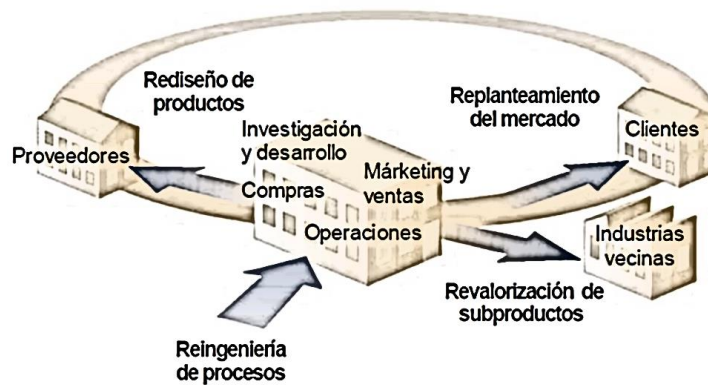 Rediseño de
productos
Replanteamiento
del mercado
Clientes
Proveedores
Investigación
y desarrollo
Compras
Márketing y
ventas
Operaciones
Industrias
vecinas
Revalorización de
subproductos
Reingeniería
de procesos